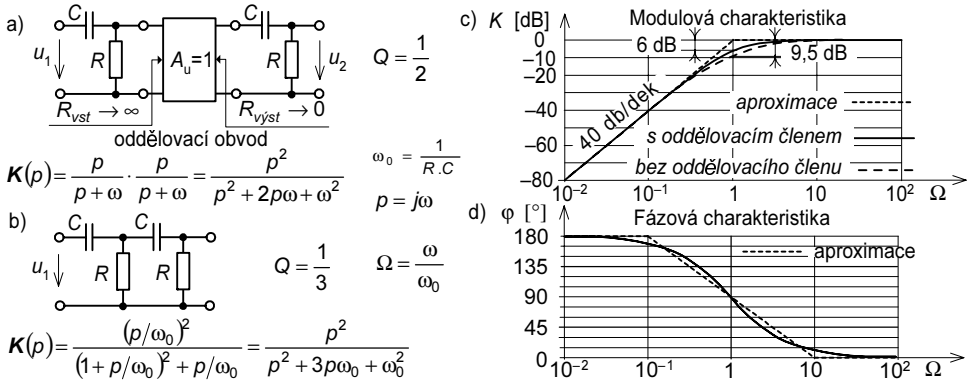 a)
C
C
u1
R
Au=1
R
u2
Q = 1/2
Rvst → ∞
Rvýst → 0
oddělovací obvod
K(p) = p/(p + ω) · p/(p + ω) = p²/(p² + 2pω + ω²)
ω0 = 1/(R.C)
p = jω
b)
C
C
u1
R
R
Q = 1/3
Ω = ω/ω0
K(p) = (p/ω0)²/((1 + p/ω0)² + p/ω0) = p²/(p² + 3pω0 + ω0²)
c)
K [dB]
Modulová charakteristika
0
–10
–20
–40
–60
–80
6 dB
9,5 dB
40 db/dek
aproximace
s oddělovacím členem
bez oddělovacího členu
10⁻²
10⁻¹
1
10
10²
Ω
d)
φ [°]
Fázová charakteristika
180
135
90
45
0
aproximace
10⁻²
10⁻¹
1
10
10²
Ω